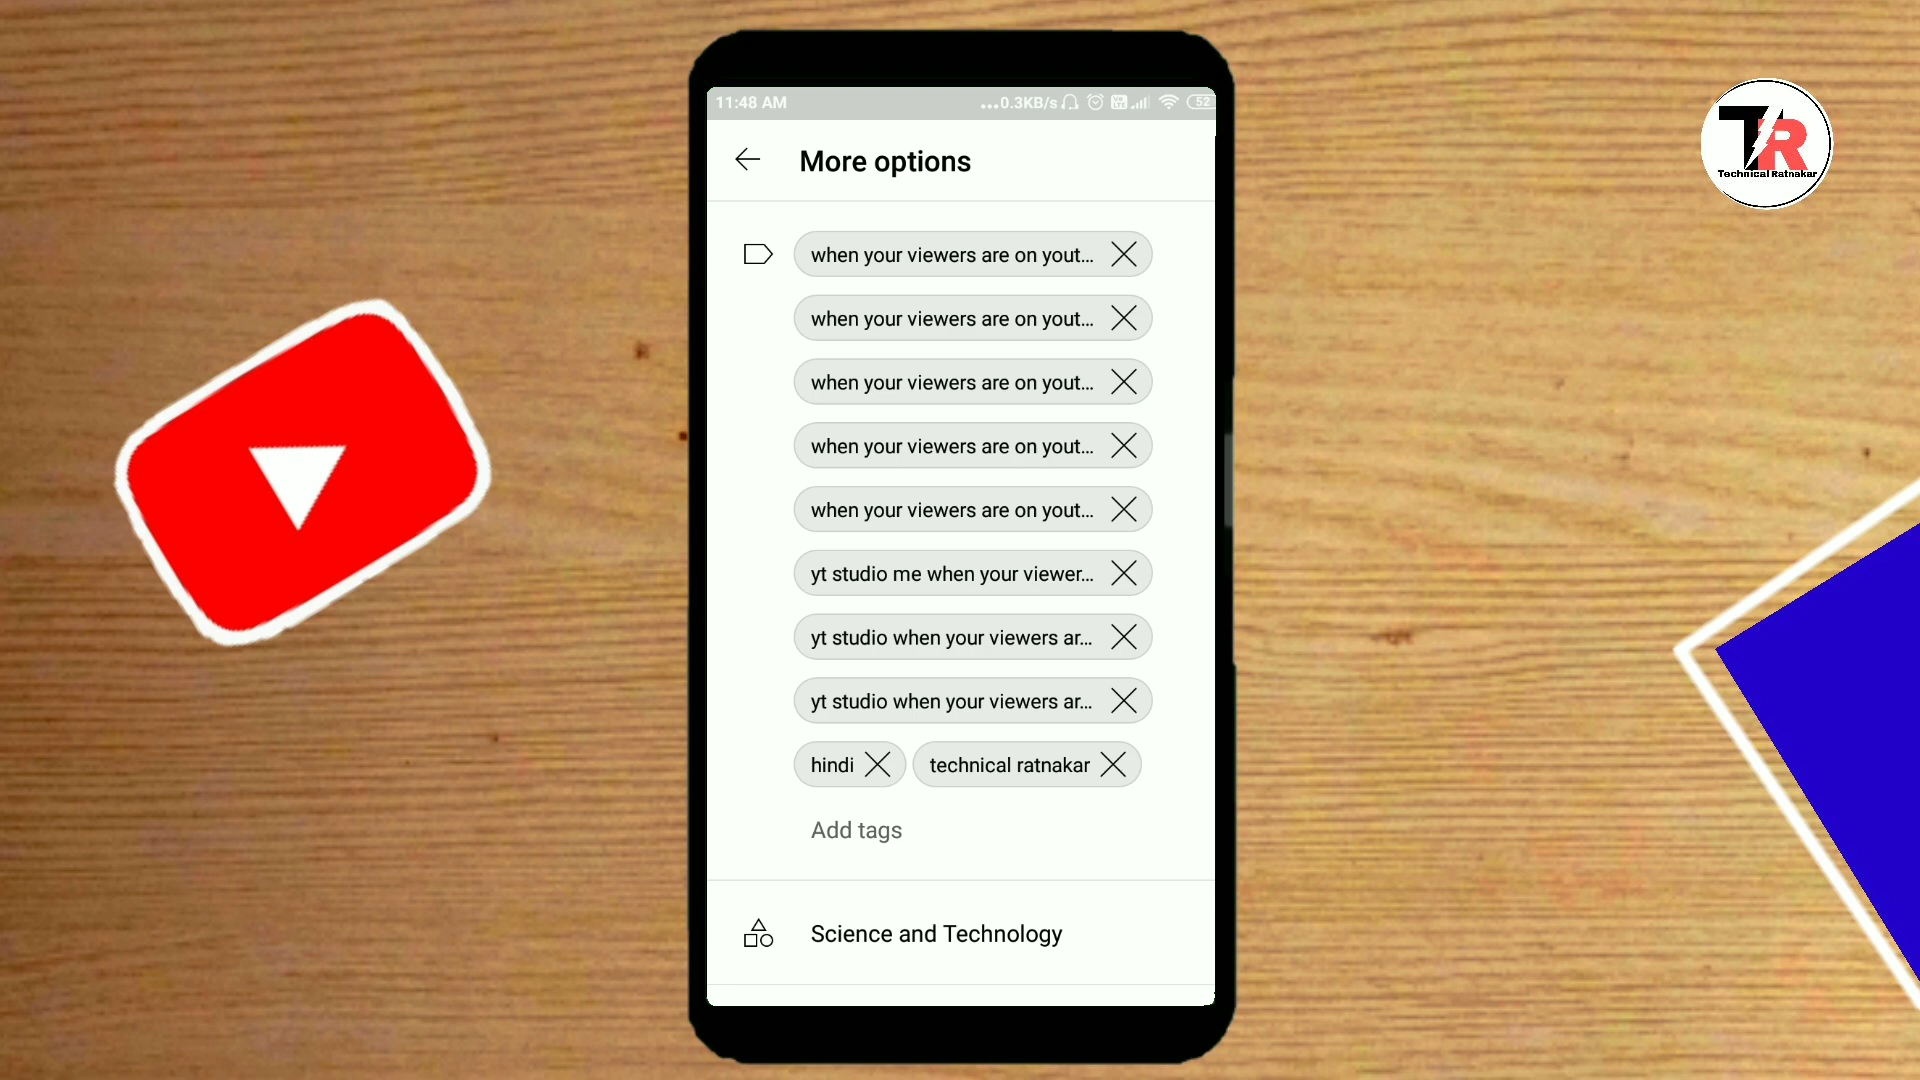 11:48 AM
...0.3KB/s
52
More options
when your viewers are on yout...
when your viewers are on yout...
when your viewers are on yout...
when your viewers are on yout...
when your viewers are on yout...
yt studio me when your viewer...
yt studio when your viewers ar...
yt studio when your viewers ar...
hindi technical ratnakar
Add tags
Science and Technology
TR
Technical Ratnakar